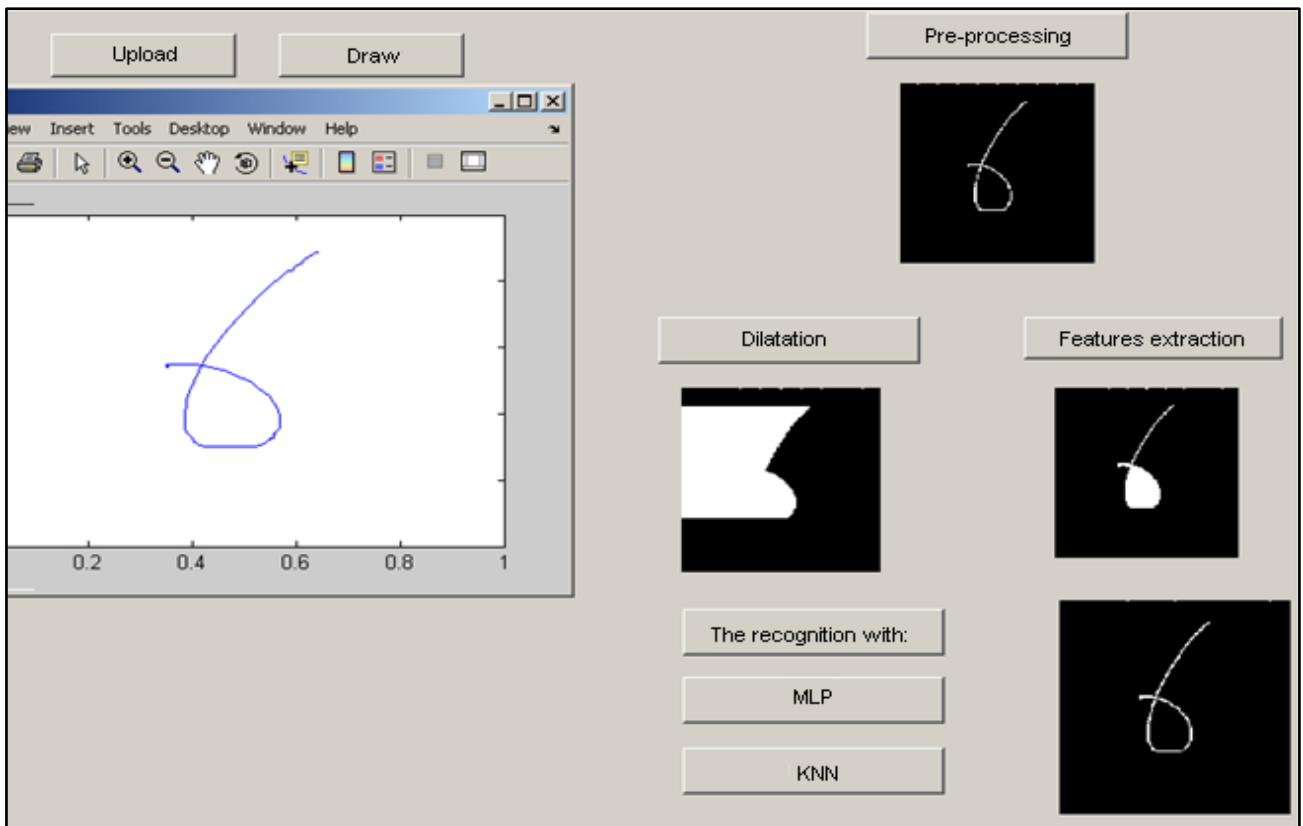 Upload
Draw
Pre-processing
ew Insert Tools Desktop Window Help
0.2 0.4 0.6 0.8 1
Dilatation
Features extraction
The recognition with:
MLP
KNN